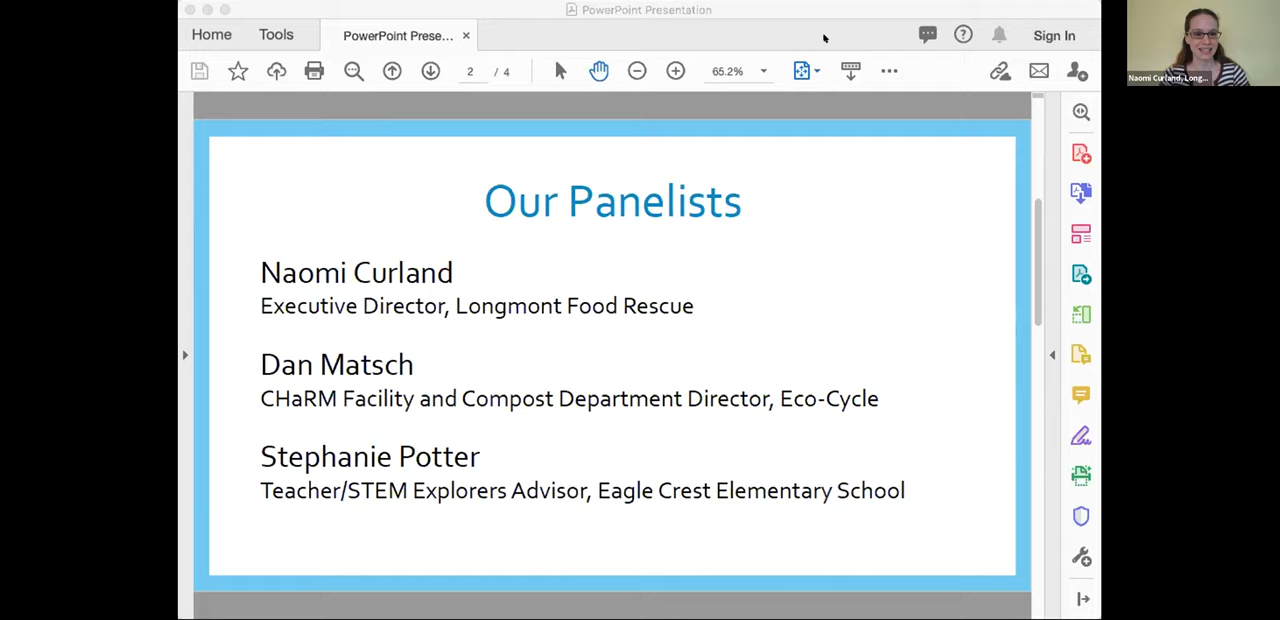 PowerPoint Presentation
Home
Tools
PowerPoint Prese...
Sign In
2 / 4
65.2%
Naomi Curland, Long...
Our Panelists
Naomi Curland
Executive Director, Longmont Food Rescue
Dan Matsch
CHaRM Facility and Compost Department Director, Eco-Cycle
Stephanie Potter
Teacher/STEM Explorers Advisor, Eagle Crest Elementary School